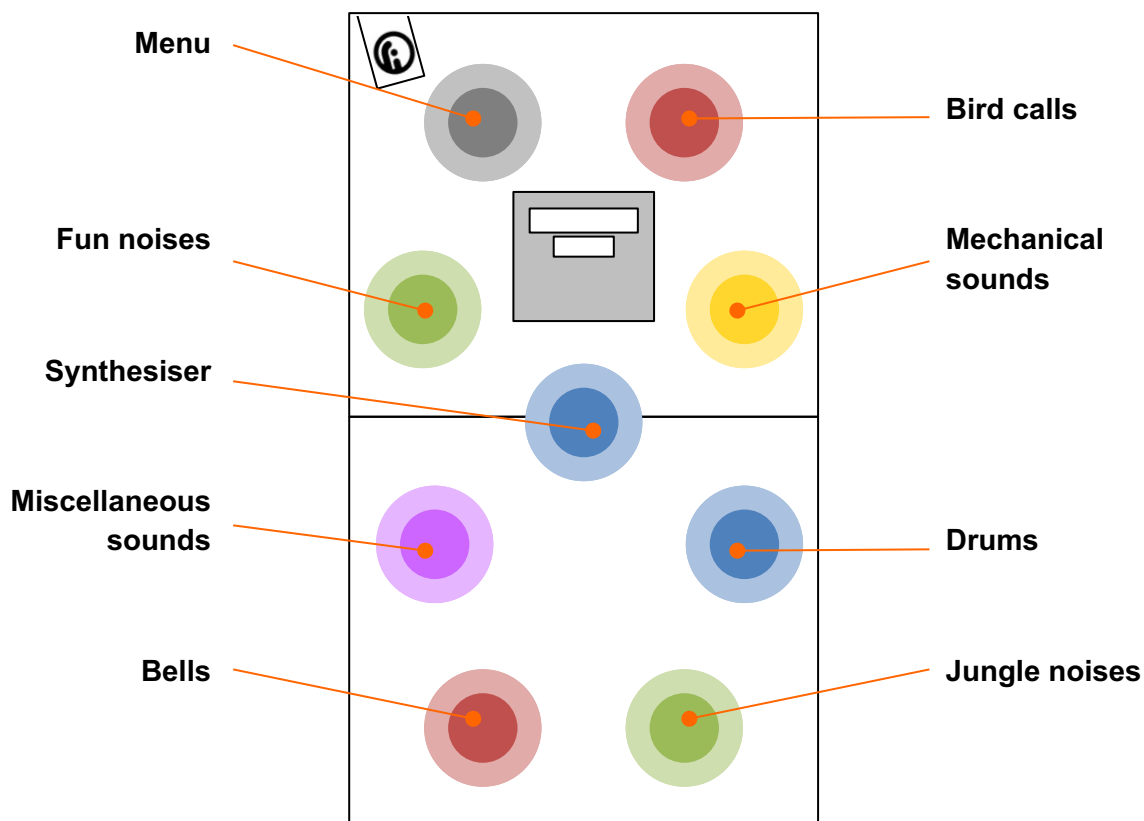 Menu
Bird calls
Fun noises
Mechanical
sounds
Synthesiser
Miscellaneous
sounds
Drums
Bells
Jungle noises